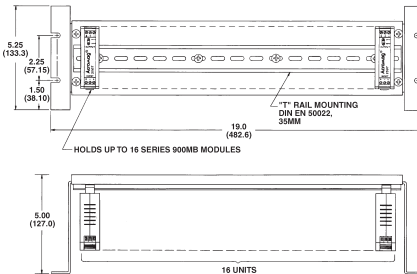 5.25
(133.3)
2.25
(57.15)
1.50
(38.10)
"T" RAIL MOUNTING
DIN EN 50022,
35MM
19.0
(482.6)
HOLDS UP TO 16 SERIES 900MB MODULES
5.00
(127.0)
16 UNITS